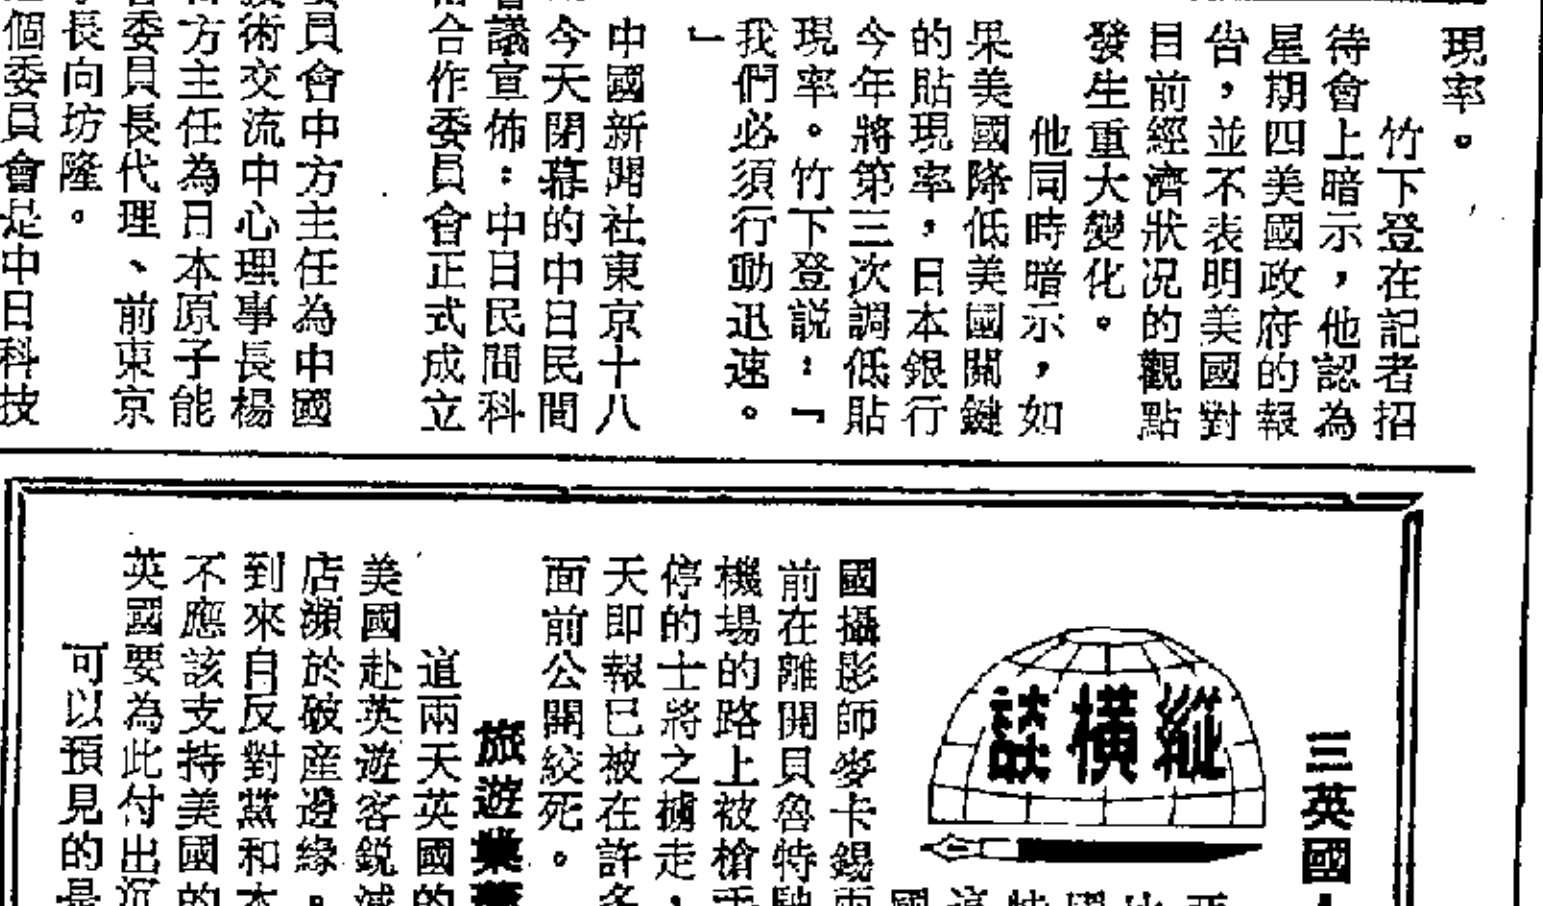 現率。
竹下登在記者招
待會上暗示，他認為
星期四美國政府的報
告，並不表明美國對
目前經濟狀況的觀點
發生重大變化。
他同時暗示，如
果美國降低美國關鍵
的貼現率，日本銀行
今年將第三次調低貼
現率。竹下登説：「
我們必須行動迅速。
」
中國新聞社東京十八
今天閉幕的中日民間
會議宣佈：中日民間科
合作委員會正式成立
員會中方主任為中國
技術交流中心理事長楊
方主任為日本原子能
委員長代理、前東京
長向坊隆。
個委員會是中日科技
縱橫談
三英國
國攝影師麥卡錫
前在離開貝魯特
機場的路上被槍
停的士將之擄走，
天即報已被在許多
面前公開絞死。
旅遊業
道兩天英國的
美國赴英遊客鋭減
店瀕於破産邊緣。
到來自反對黨和本
不應該支持美國的
英國要為此付出沉
可以預見的是